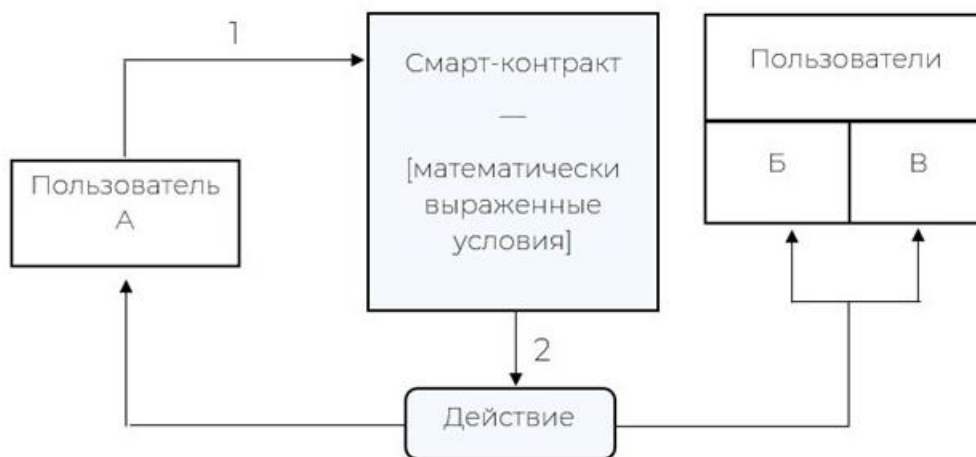 1
Смарт-контракт
—
[математически
выраженные
условия]
Пользователи
Б
В
Пользователь
А
2
Действие